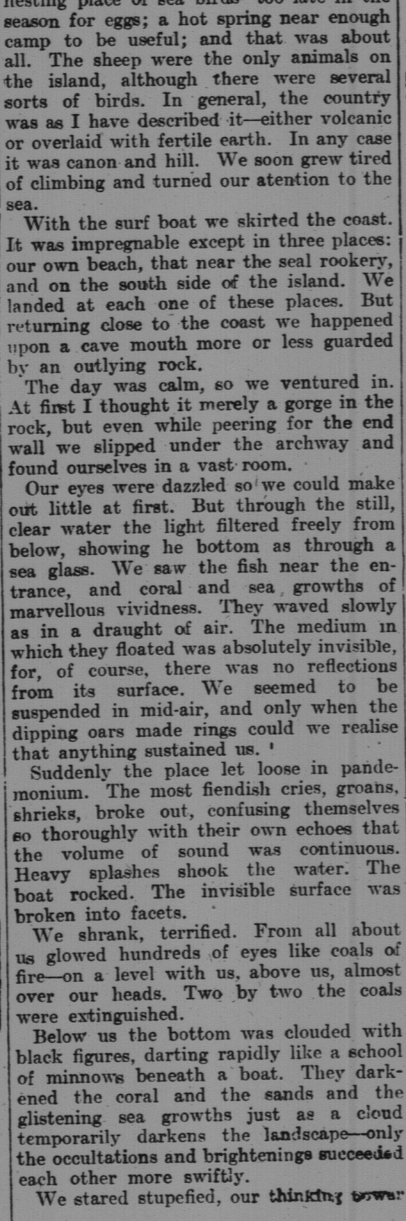 nesting place of sea birds—too late in the
season for eggs; a hot spring near enough
camp to be useful; and that was about
all. The sheep were the only animals on
the island, although there were several
sorts of birds. In general, the country
was as I have described it—either volcanic
or overlaid with fertile earth. In any case
it was canon and hill. We soon grew tired
of climbing and turned our atention to the
sea.
With the surf boat we skirted the coast.
It was impregnable except in three places:
our own beach, that near the seal rookery,
and on the south side of the island. We
landed at each one of these places. But
returning close to the coast we happened
upon a cave mouth more or less guarded
by an outlying rock.
The day was calm, so we ventured in.
At first I thought it merely a gorge in the
rock, but even while peering for the end
wall we slipped under the archway and
found ourselves in a vast room.
Our eyes were dazzled so we could make
out little at first. But through the still,
clear water the light filtered freely from
below, showing he bottom as through a
sea glass. We saw the fish near the en-
trance, and coral and sea growths of
marvellous vividness. They waved slowly
as in a draught of air. The medium in
which they floated was absolutely invisible,
for, of course, there was no reflections
from its surface. We seemed to be
suspended in mid-air, and only when the
dipping oars made rings could we realise
that anything sustained us.
Suddenly the place let loose in pande-
monium. The most fiendish cries, groans,
shrieks, broke out, confusing themselves
so thoroughly with their own echoes that
the volume of sound was continuous.
Heavy splashes shook the water. The
boat rocked. The invisible surface was
broken into facets.
We shrank, terrified. From all about
us glowed hundreds of eyes like coals of
fire—on a level with us, above us, almost
over our heads. Two by two the coals
were extinguished.
Below us the bottom was clouded with
black figures, darting rapidly like a school
of minnows beneath a boat. They dark-
ened the coral and the sands and the
glistening sea growths just as a cloud
temporarily darkens the landscape—only
the occultations and brightenings succeeded
each other more swiftly.
We stared stupefied, our thinking power